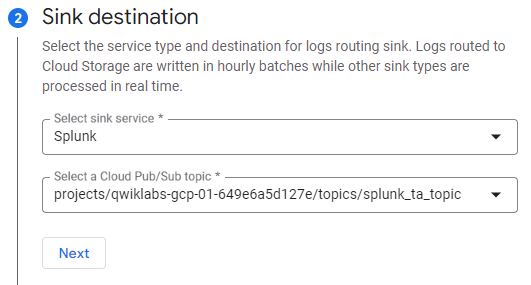 2 Sink destination
Select the service type and destination for logs routing sink. Logs routed to
Cloud Storage are written in hourly batches while other sink types are
processed in real time.
Select sink service *
Splunk
Select a Cloud Pub/Sub topic *
projects/qwiklabs-gcp-01-649e6a5d127e/topics/splunk_ta_topic
Next